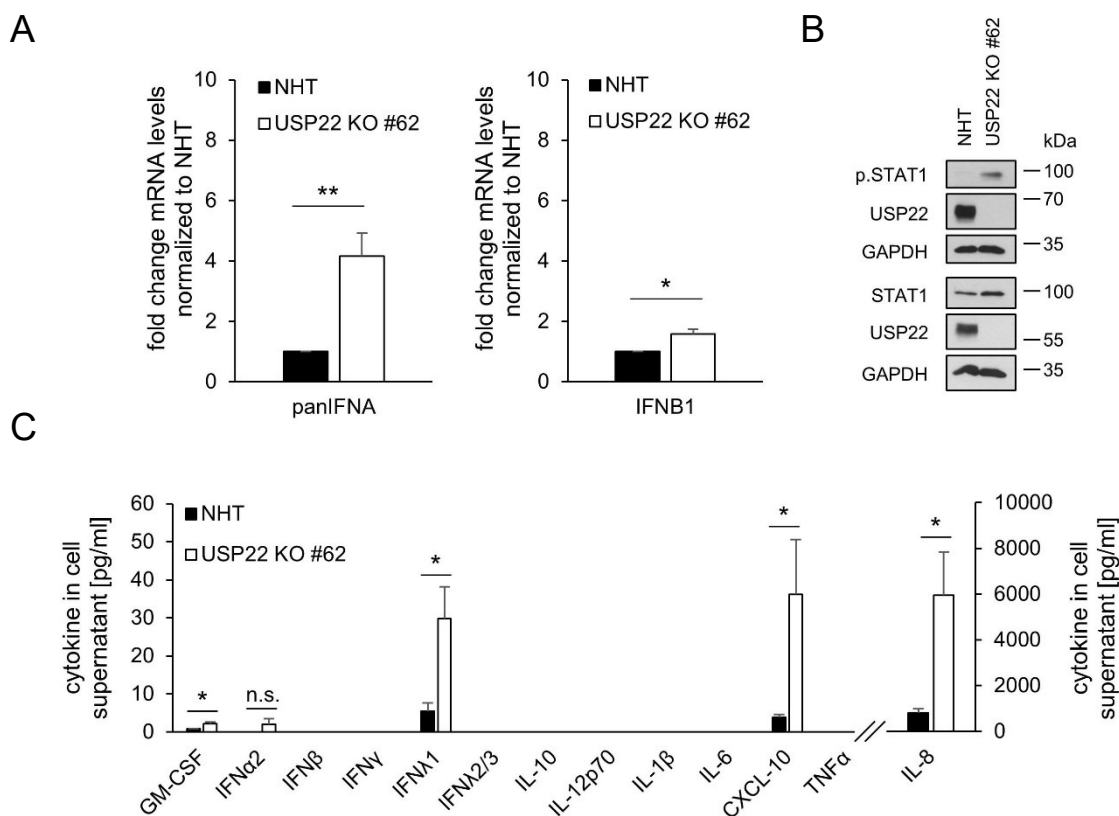 A
fold change mRNA levels
normalized to NHT
10
8
6
4
2
0
NHT
USP22 KO #62
**
panIFNA
fold change mRNA levels
normalized to NHT
10
8
6
4
2
0
NHT
USP22 KO #62
*
IFNB1
B
NHT
USP22 KO #62
kDa
p.STAT1
100
70
USP22
GAPDH
35
STAT1
100
USP22
55
GAPDH
35
C
cytokine in cell
supernatant [pg/ml]
60
50
40
30
20
10
0
NHT
USP22 KO #62
*
n.s.
*
*
*
GM-CSF
IFNα2
IFNβ
IFNγ
IFNλ1
IFNλ2/3
IL-10
IL-12p70
IL-1β
IL-6
CXCL-10
TNFα
IL-8
10000
8000
6000
4000
2000
0
cytokine in cell
supernatant [pg/ml]